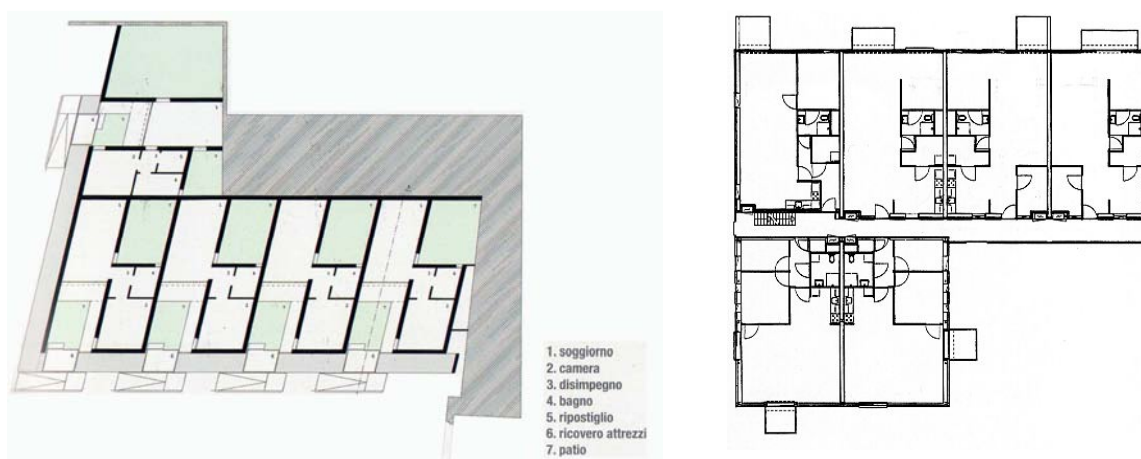 1. soggiorno
2. camera
3. disimpegno
4. bagno
5. ripostiglio
6. ricovero attrezzi
7. patio